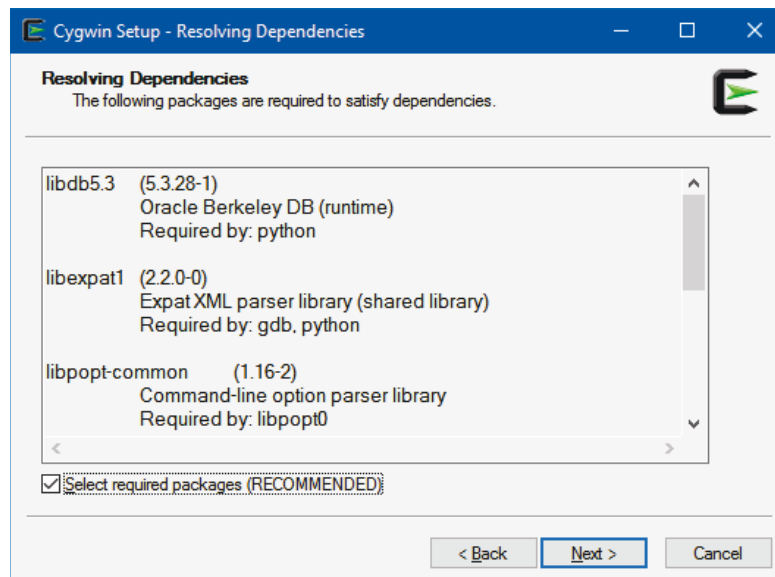 Cygwin Setup - Resolving Dependencies
Resolving Dependencies
The following packages are required to satisfy dependencies.
libdb5.3 (5.3.28-1)
Oracle Berkeley DB (runtime)
Required by: python
libexpat1 (2.2.0-0)
Expat XML parser library (shared library)
Required by: gdb, python
libpopt-common (1.16-2)
Command-line option parser library
Required by: libpopt0
Select required packages (RECOMMENDED)
< Back Next > Cancel